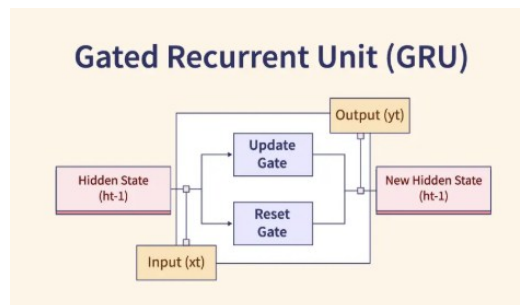 Gated Recurrent Unit (GRU)
Output (yt)
Update
Gate
Hidden State
(ht-1)
New Hidden State
(ht-1)
Reset
Gate
Input (xt)